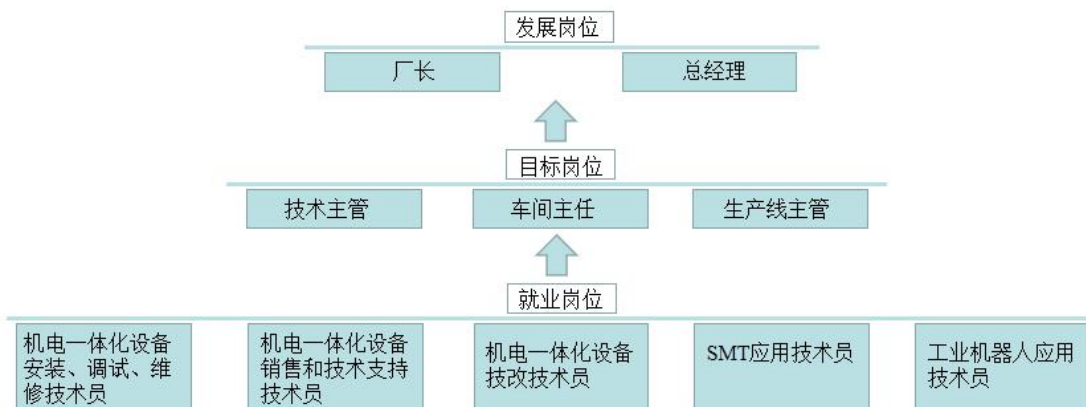 发展岗位
厂长
总经理
目标岗位
技术主管
车间主任
生产线主管
就业岗位
机电一体化设备
安装、调试、维
修技术员
机电一体化设备
销售和技术支持
技术员
机电一体化设备
技改技术员
SMT应用技术员
工业机器人应用
技术员